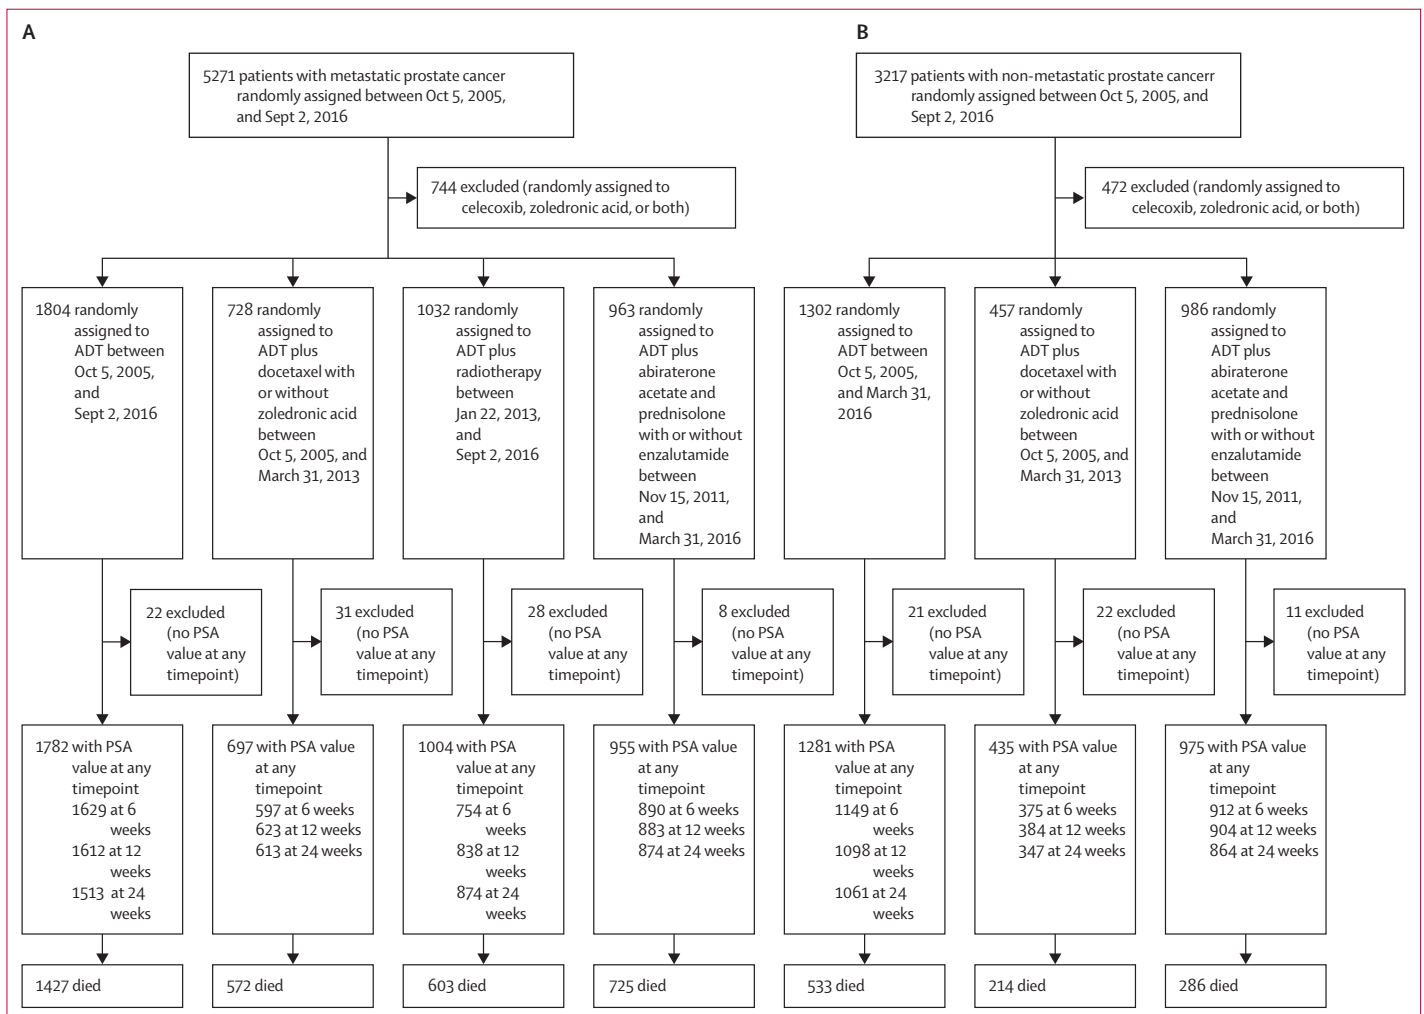 A
B
5271 patients with metastatic prostate cancer
randomly assigned between Oct 5, 2005,
and Sept 2, 2016
3217 patients with non-metastatic prostate cancerr
randomly assigned between Oct 5, 2005, and
Sept 2, 2016
744 excluded (randomly assigned to
celecoxib, zoledronic acid, or both)
472 excluded (randomly assigned to
celecoxib, zoledronic acid, or both)
1804 randomly
assigned to
ADT between
Oct 5, 2005,
and
Sept 2, 2016
728 randomly
assigned to
ADT plus
docetaxel with
or without
zoledronic acid
between
Oct 5, 2005, and
March 31, 2013
1032 randomly
assigned to
ADT plus
radiotherapy
between
Jan 22, 2013,
and
Sept 2, 2016
963 randomly
assigned to
ADT plus
abiraterone
acetate and
prednisolone
with or without
enzalutamide
between
Nov 15, 2011,
and
March 31, 2016
1302 randomly
assigned to
ADT between
Oct 5, 2005,
and March 31,
2016
457 randomly
assigned to
ADT plus
docetaxel with
or without
zoledronic acid
between
Oct 5, 2005, and
March 31, 2013
986 randomly
assigned to
ADT plus
abiraterone
acetate and
prednisolone
with or without
enzalutamide
between
Nov 15, 2011,
and
March 31, 2016
22 excluded
(no PSA
value at any
timepoint)
31 excluded
(no PSA
value at any
timepoint)
28 excluded
(no PSA
value at any
timepoint)
8 excluded
(no PSA
value at any
timepoint)
21 excluded
(no PSA
value at any
timepoint)
22 excluded
(no PSA
value at any
timepoint)
11 excluded
(no PSA
value at any
timepoint)
1782 with PSA
value at any
timepoint
1629 at 6
weeks
1612 at 12
weeks
1513 at 24
weeks
697 with PSA value
at any
timepoint
597 at 6 weeks
623 at 12 weeks
613 at 24 weeks
1004 with PSA
value at any
timepoint
754 at 6
weeks
838 at 12
weeks
874 at 24
weeks
955 with PSA value
at any
timepoint
890 at 6 weeks
883 at 12 weeks
874 at 24 weeks
1281 with PSA
value at any
timepoint
1149 at 6
weeks
1098 at 12
weeks
1061 at 24
weeks
435 with PSA value
at any
timepoint
375 at 6 weeks
384 at 12 weeks
347 at 24 weeks
975 with PSA value
at any
timepoint
912 at 6 weeks
904 at 12 weeks
864 at 24 weeks
1427 died
572 died
603 died
725 died
533 died
214 died
286 died